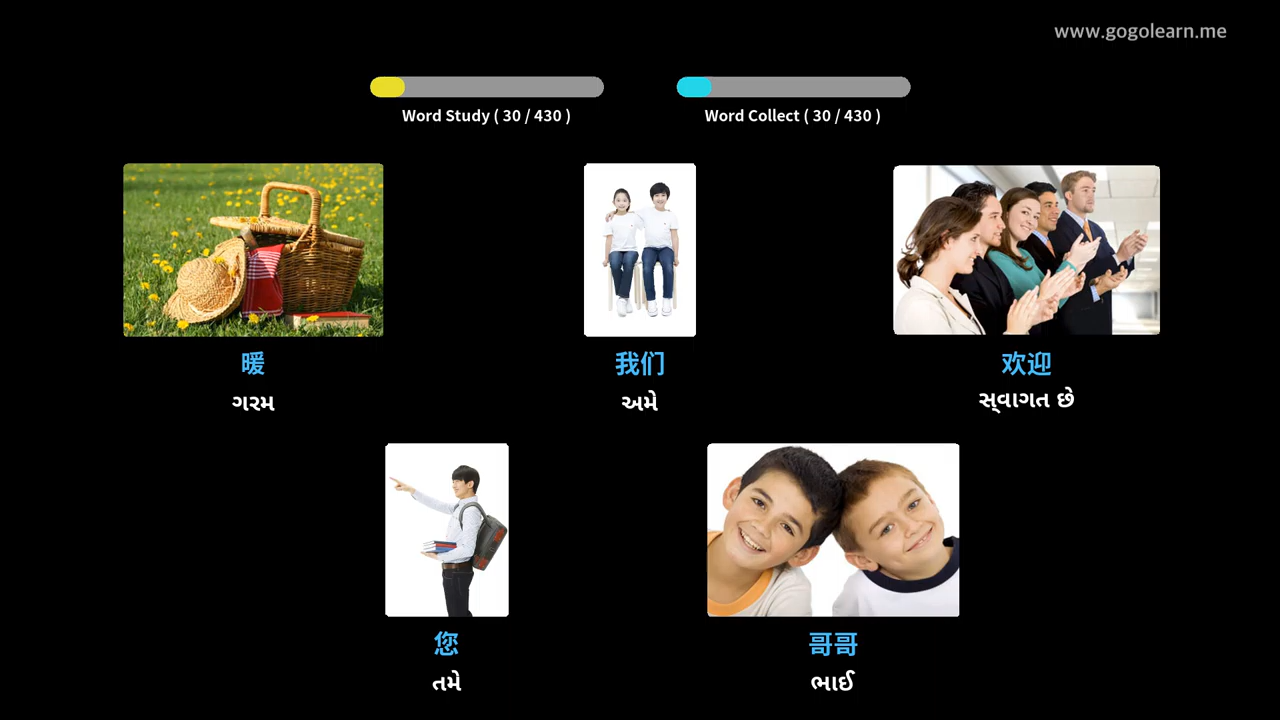 www.gogolearn.me
Word Study ( 30 / 430 )
Word Collect ( 30 / 430 )
暖
ગરમ
我们
અમે
欢迎
સ્વાગત છે
您
તમે
哥哥
ભાઈ